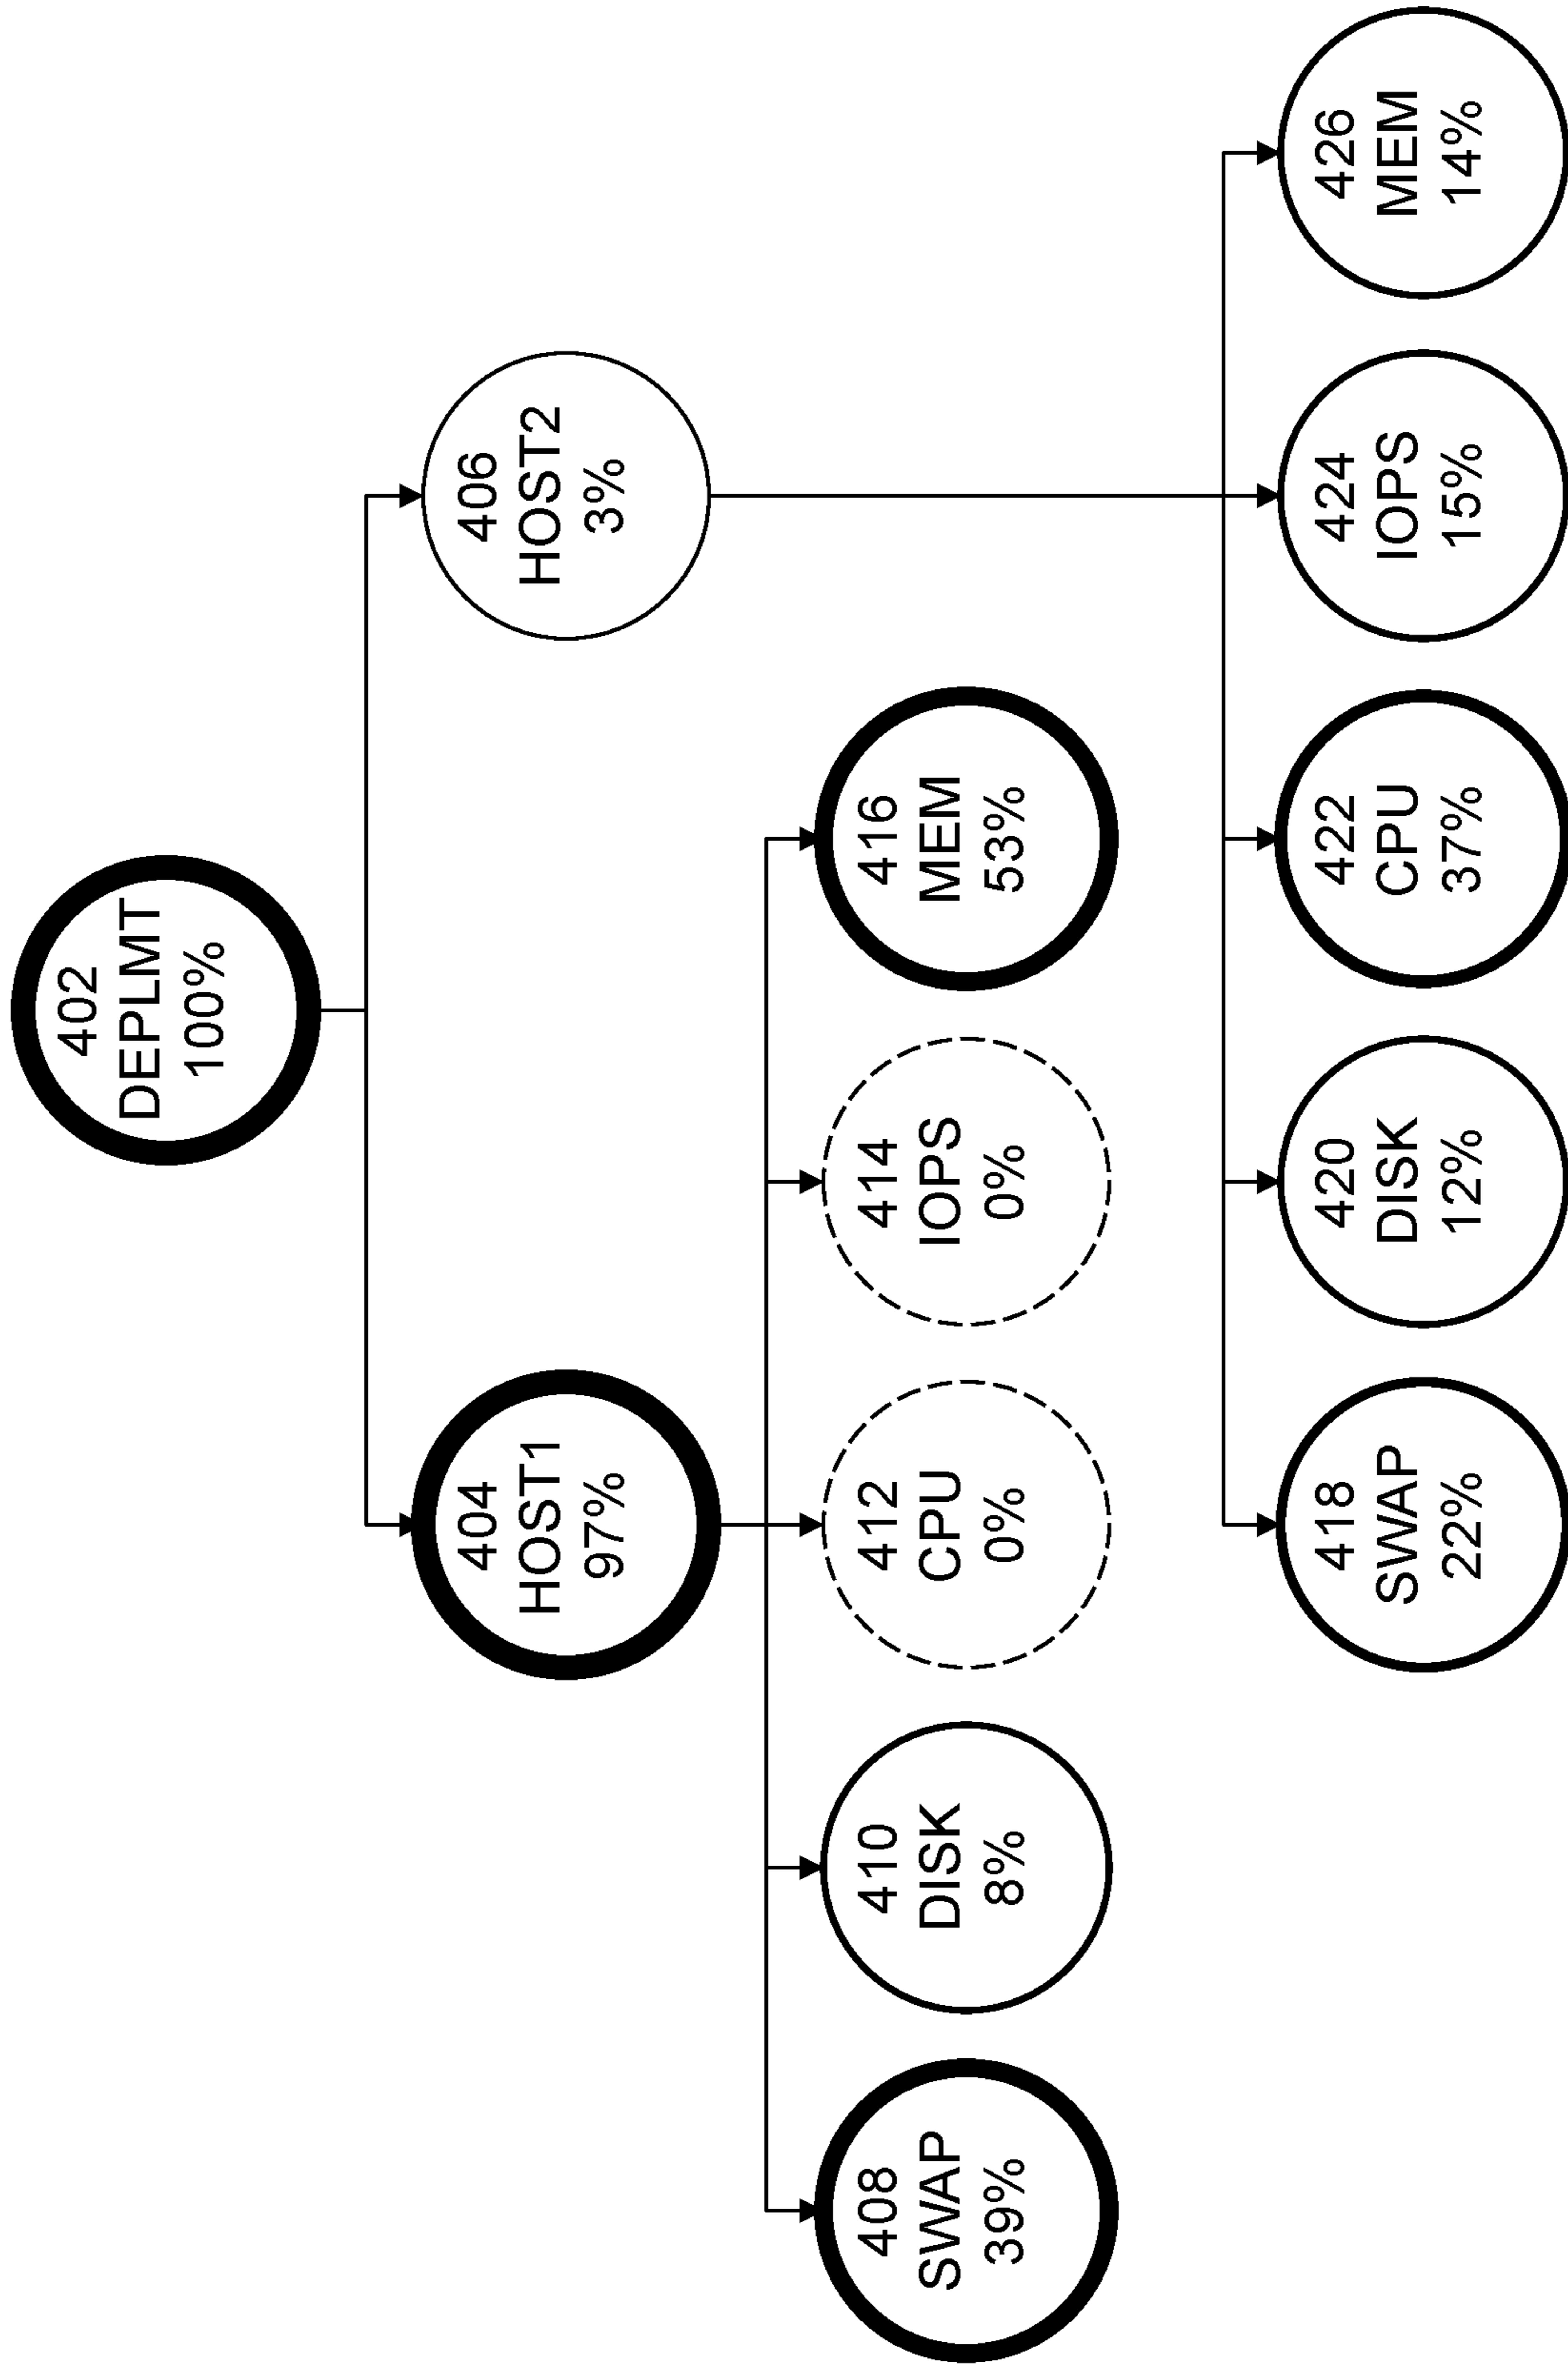 402
DEPLMT
100%
404
HOST1
97%
406
HOST2
3%
408
SWAP
39%
410
DISK
8%
412
CPU
0%
414
IOPS
0%
416
MEM
53%
418
SWAP
22%
420
DISK
12%
422
CPU
37%
424
IOPS
15%
426
MEM
14%